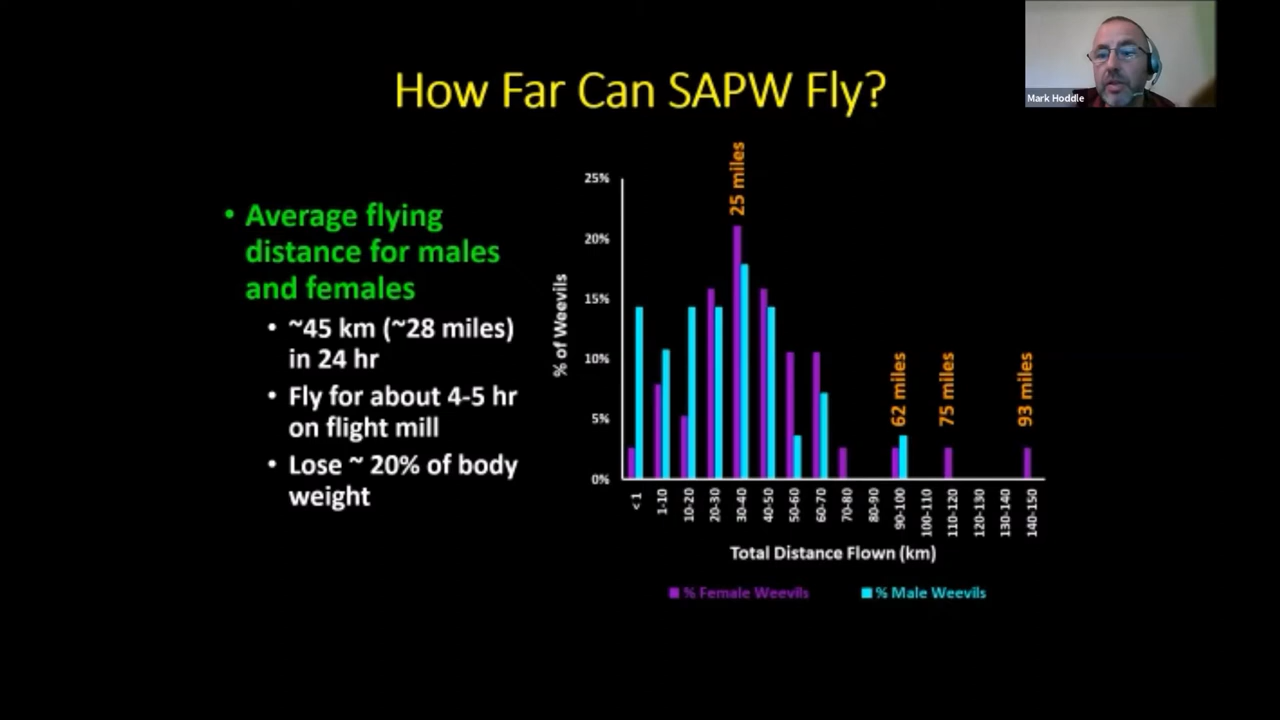 Mark Hoddle
How Far Can SAPW Fly?
• Average flying
distance for males
and females
• ~45 km (~28 miles)
in 24 hr
• Fly for about 4-5 hr
on flight mill
• Lose ~ 20% of body
weight
25 miles
62 miles
75 miles
93 miles
% of Weevils
25%
20%
15%
10%
5%
0%
< 1
1-10
10-20
20-30
30-40
40-50
50-60
60-70
70-80
80-90
90-100
100-110
110-120
120-130
130-140
140-150
Total Distance Flown (km)
% Female Weevils
% Male Weevils